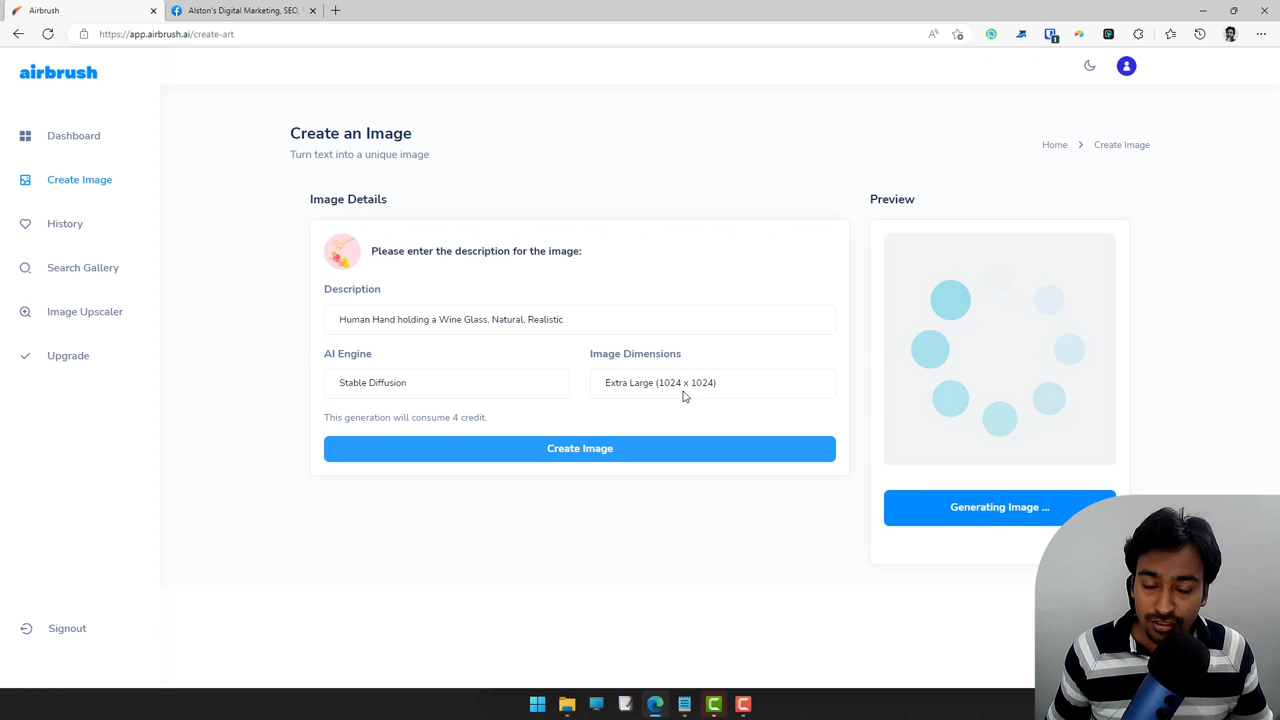 Airbrush
Alston's Digital Marketing, SEO,
https://app.airbrush.ai/create-art
1
airbrush
Dashboard
Create Image
History
Search Gallery
Image Upscaler
Upgrade
Signout
Create an Image
Turn text into a unique image
Home > Create Image
Image Details
Please enter the description for the image:
Description
Human Hand holding a Wine Glass, Natural, Realistic
AI Engine
Image Dimensions
Stable Diffusion
Extra Large (1024 x 1024)
This generation will consume 4 credit.
Create Image
Preview
Generating Image ...